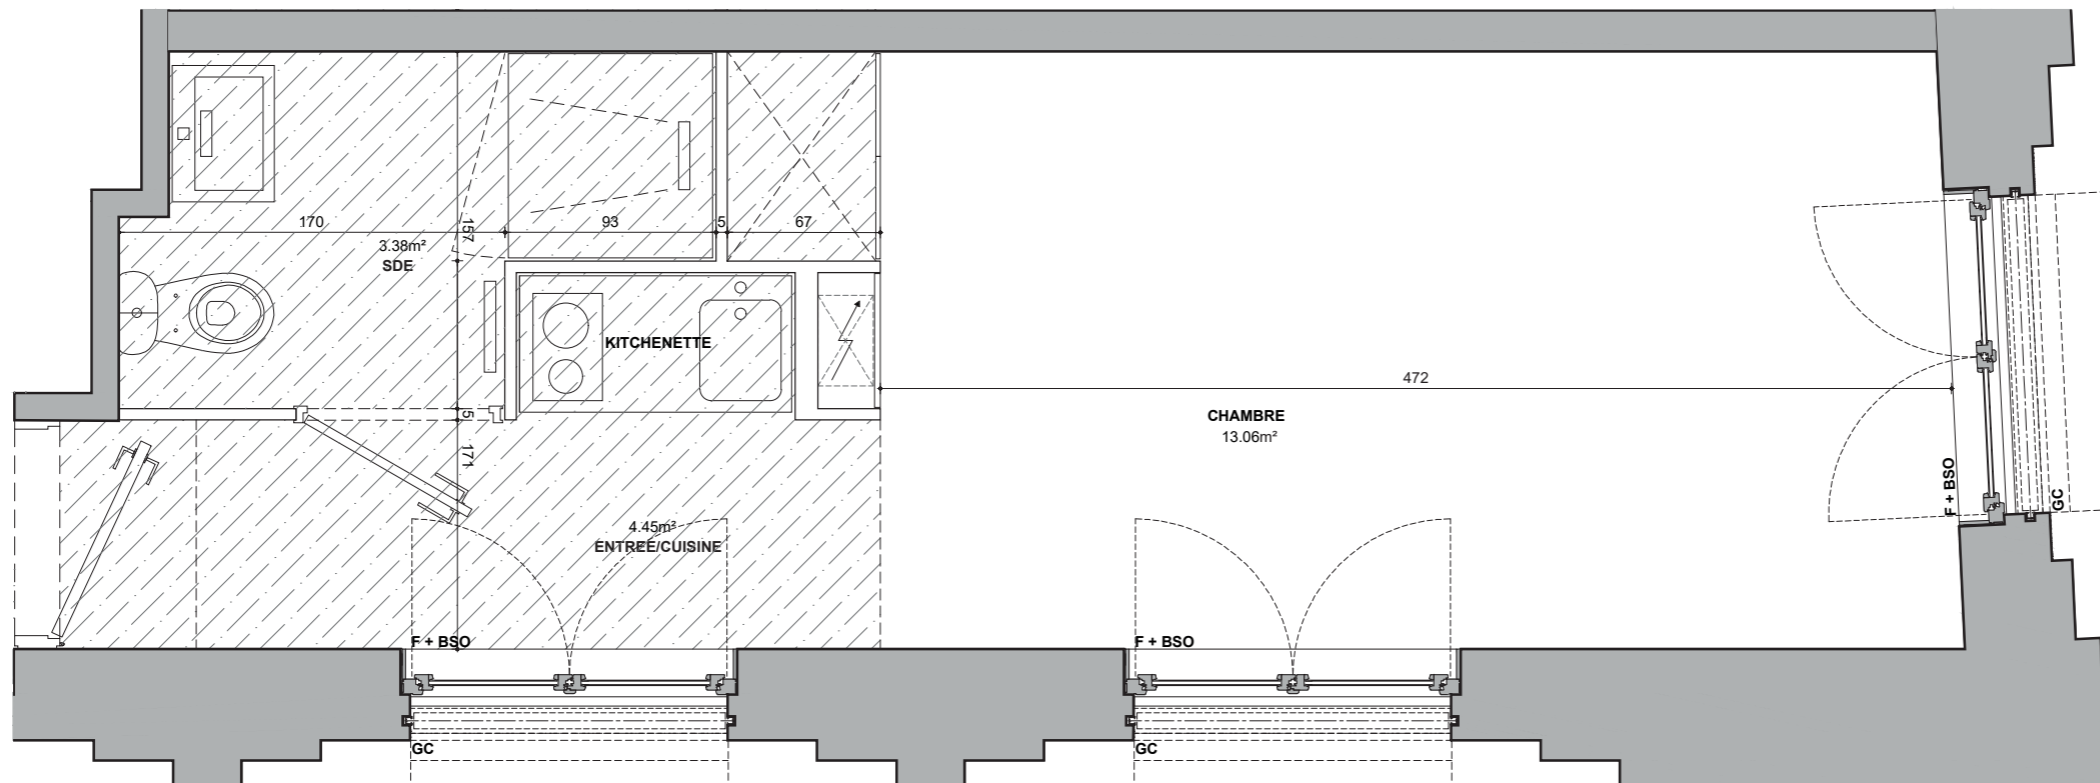 170
157
93
5
67
3.38m²
SDE
KITCHENETTE
472
CHAMBRE
13.06m²
5
171
4.45m²
ENTREE/CUISINE
F + BSO
GC
F + BSO
F + BSO
GC
GC